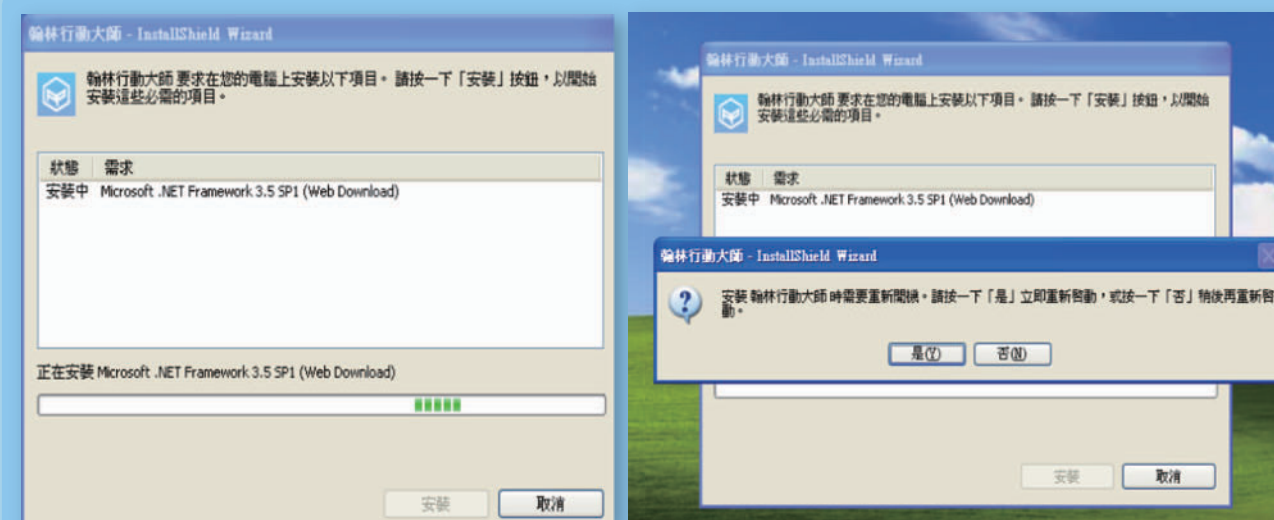 翰林行動大師 - InstallShield Wizard
翰林行動大師 要求在您的電腦上安裝以下項目。 請按一下「安裝」按鈕，以開始
安裝這些必需的項目。
狀態 需求
安裝中 Microsoft .NET Framework 3.5 SP1 (Web Download)
正在安裝 Microsoft .NET Framework 3.5 SP1 (Web Download)
安裝 取消
翰林行動大師 - InstallShield Wizard
翰林行動大師 要求在您的電腦上安裝以下項目。 請按一下「安裝」按鈕，以開始
安裝這些必需的項目。
狀態 需求
安裝中 Microsoft .NET Framework 3.5 SP1 (Web Download)
翰林行動大師 - InstallShield Wizard
安裝 翰林行動大師 時需要重新開機。請按一下「是」立即重新啟動，或按一下「否」稍後再重新啟
動。
是(Y) 否(N)
安裝 取消